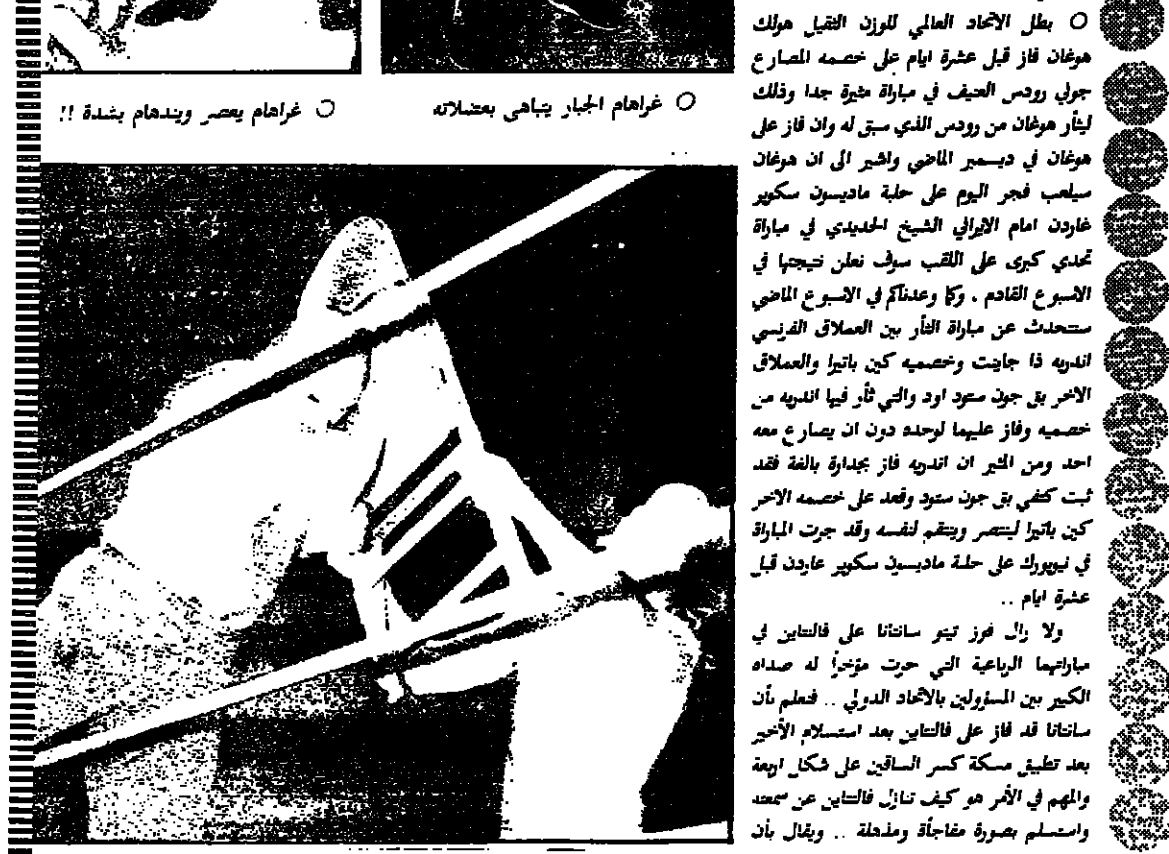 ○ بطل الاتحاد العالمي للوزن الثقيل هولك
هوغان فاز قبل عشرة ايام على خصمه المصارع
جولي رودس العنيف في مباراة مثيرة جدا وذلك
ليثأر هوغان من رودس الذي سبق له وان فاز على
هوغان في ديسمبر الماضي واشير الى ان هوغان
سيلعب فجر اليوم على حلبة ماديسون سكوير
غاردن امام الايراني الشيخ الحديدي في مباراة
تحدي كبرى على اللقب سوف نعلن نتيجتها في
الاسبوع القادم . وكما وعدناكم في الاسبوع الماضي
سنتحدث عن مباراة الثأر بين العملاق الفرنسي
اندريه ذا جاينت وخصميه كين باتيرا والعملاق
الاخر بق جون ستود اود والتي ثأر فيها اندريه من
خصميه وفاز عليهما لوحده دون ان يصارع معه
احد ومن المثير ان اندريه فاز بجدارة بالغة فقد
ثبت كتفي بق جون ستود وقعد على خصمه الاخر
كين باتيرا لينتصر وينتقم لنفسه وقد جرت المباراة
في نيويورك على حلبة ماديسون سكوير غاردن قبل
عشرة ايام ..
ولا زال فوز تيتو سانتانا على فالنتاين في
مباراتهما الرباعية التي جرت مؤخرا له صداه
الكبير بين المسؤولين بالاتحاد الدولي .. فنعلم بأن
سانتانا قد فاز على فالنتاين بعد استسلام الأخير
بعد تطبيق مسكة كسر الساقين على شكل اربعة
والمهم في الأمر هو كيف تنازل فالنتاين عن سمعته
واستسلم بصورة مفاجأة ومذهلة .. ويقال بأن
○ غراهام الجبار يتباهى بعضلاته
○ غراهام يعصر ويندهام بشدة !!